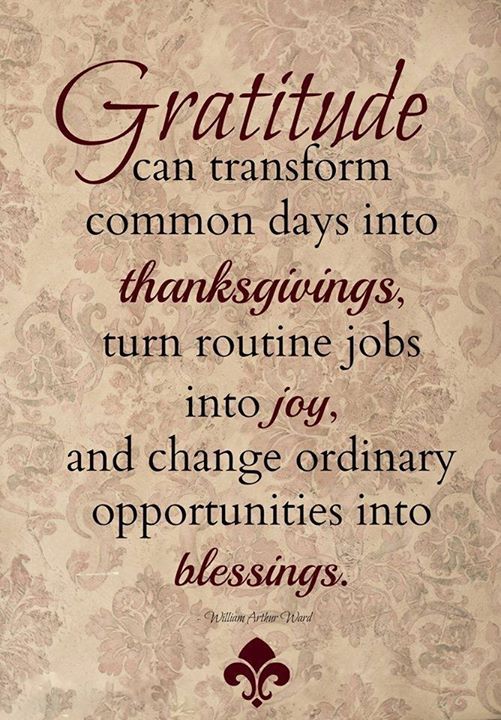 Gratitude
can transform
common days into
thanksgivings,
turn routine jobs
into joy,
and change ordinary
opportunities into
blessings.
- William Arthur Ward